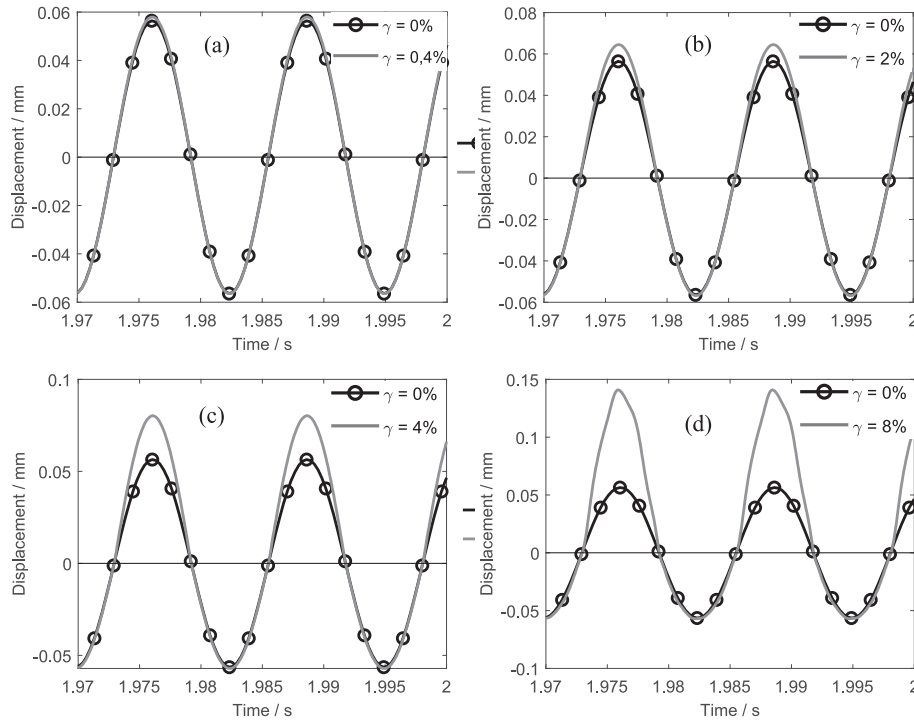 0.06
0.04
0.02
0
-0.02
-0.04
-0.06
Displacement / mm
(a)
γ = 0%
γ = 0,4%
1.97 1.975 1.98 1.985 1.99 1.995 2
Time / s
0.08
0.06
0.04
0.02
0
-0.02
-0.04
-0.06
Displacement / mm
(b)
γ = 0%
γ = 2%
1.97 1.975 1.98 1.985 1.99 1.995 2
Time / s
0.1
0.05
0
-0.05
Displacement / mm
(c)
γ = 0%
γ = 4%
1.97 1.975 1.98 1.985 1.99 1.995 2
Time / s
0.15
0.1
0.05
0
-0.05
-0.1
Displacement / mm
(d)
γ = 0%
γ = 8%
1.97 1.975 1.98 1.985 1.99 1.995 2
Time / s